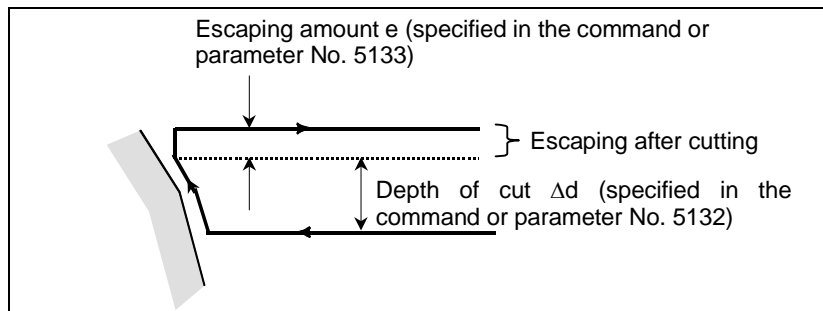 Escaping amount e (specified in the command or
parameter No. 5133)
Escaping after cutting
Depth of cut Δd (specified in the
command or parameter No. 5132)